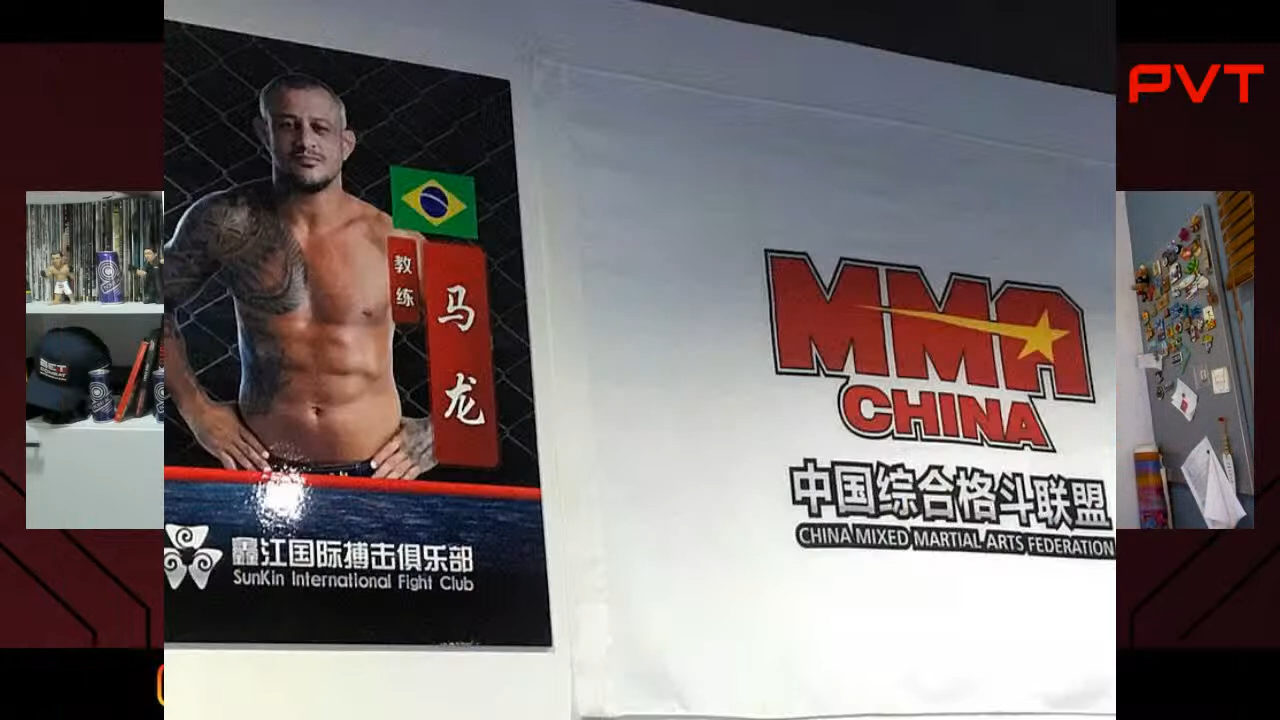 PVT
教练
马龙
MMA
CHINA
中国综合格斗联盟
CHINA MIXED MARTIAL ARTS FEDERATION
鑫江国际搏击俱乐部
SunKin International Fight Club